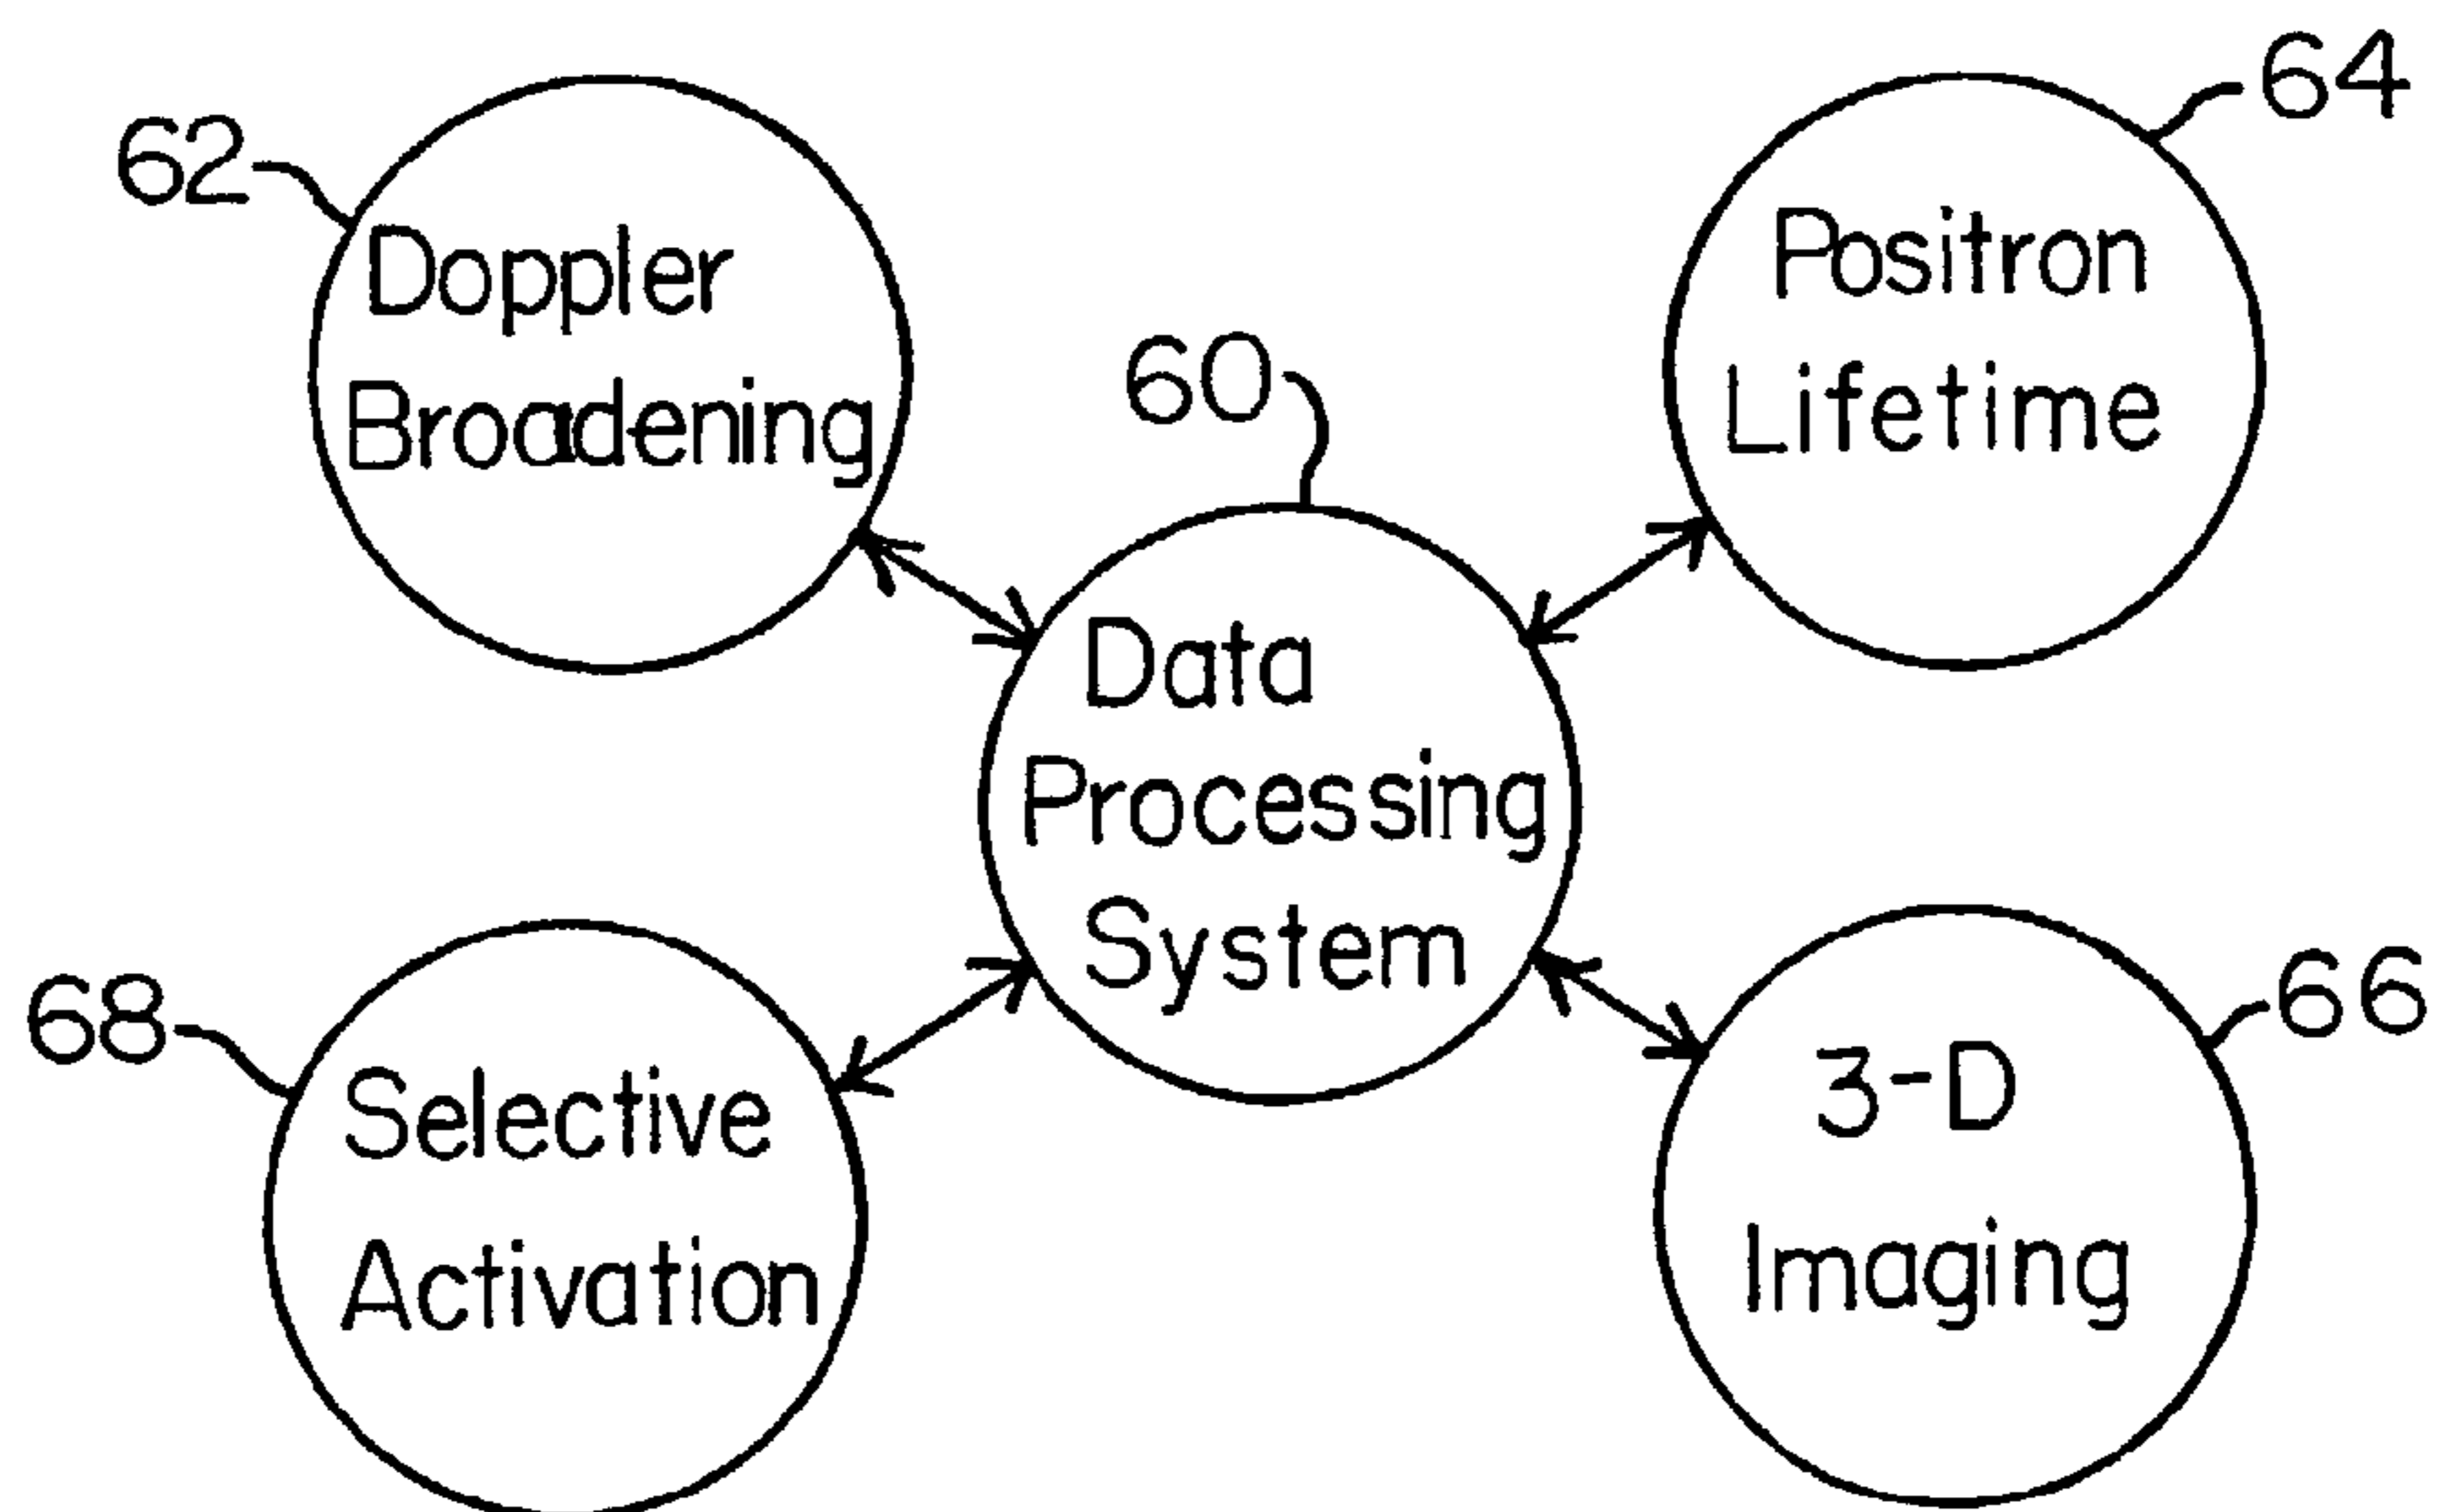 62
Doppler
Broadening
64
Positron
Lifetime
60
Data
Processing
System
68
Selective
Activation
66
3-D
Imaging